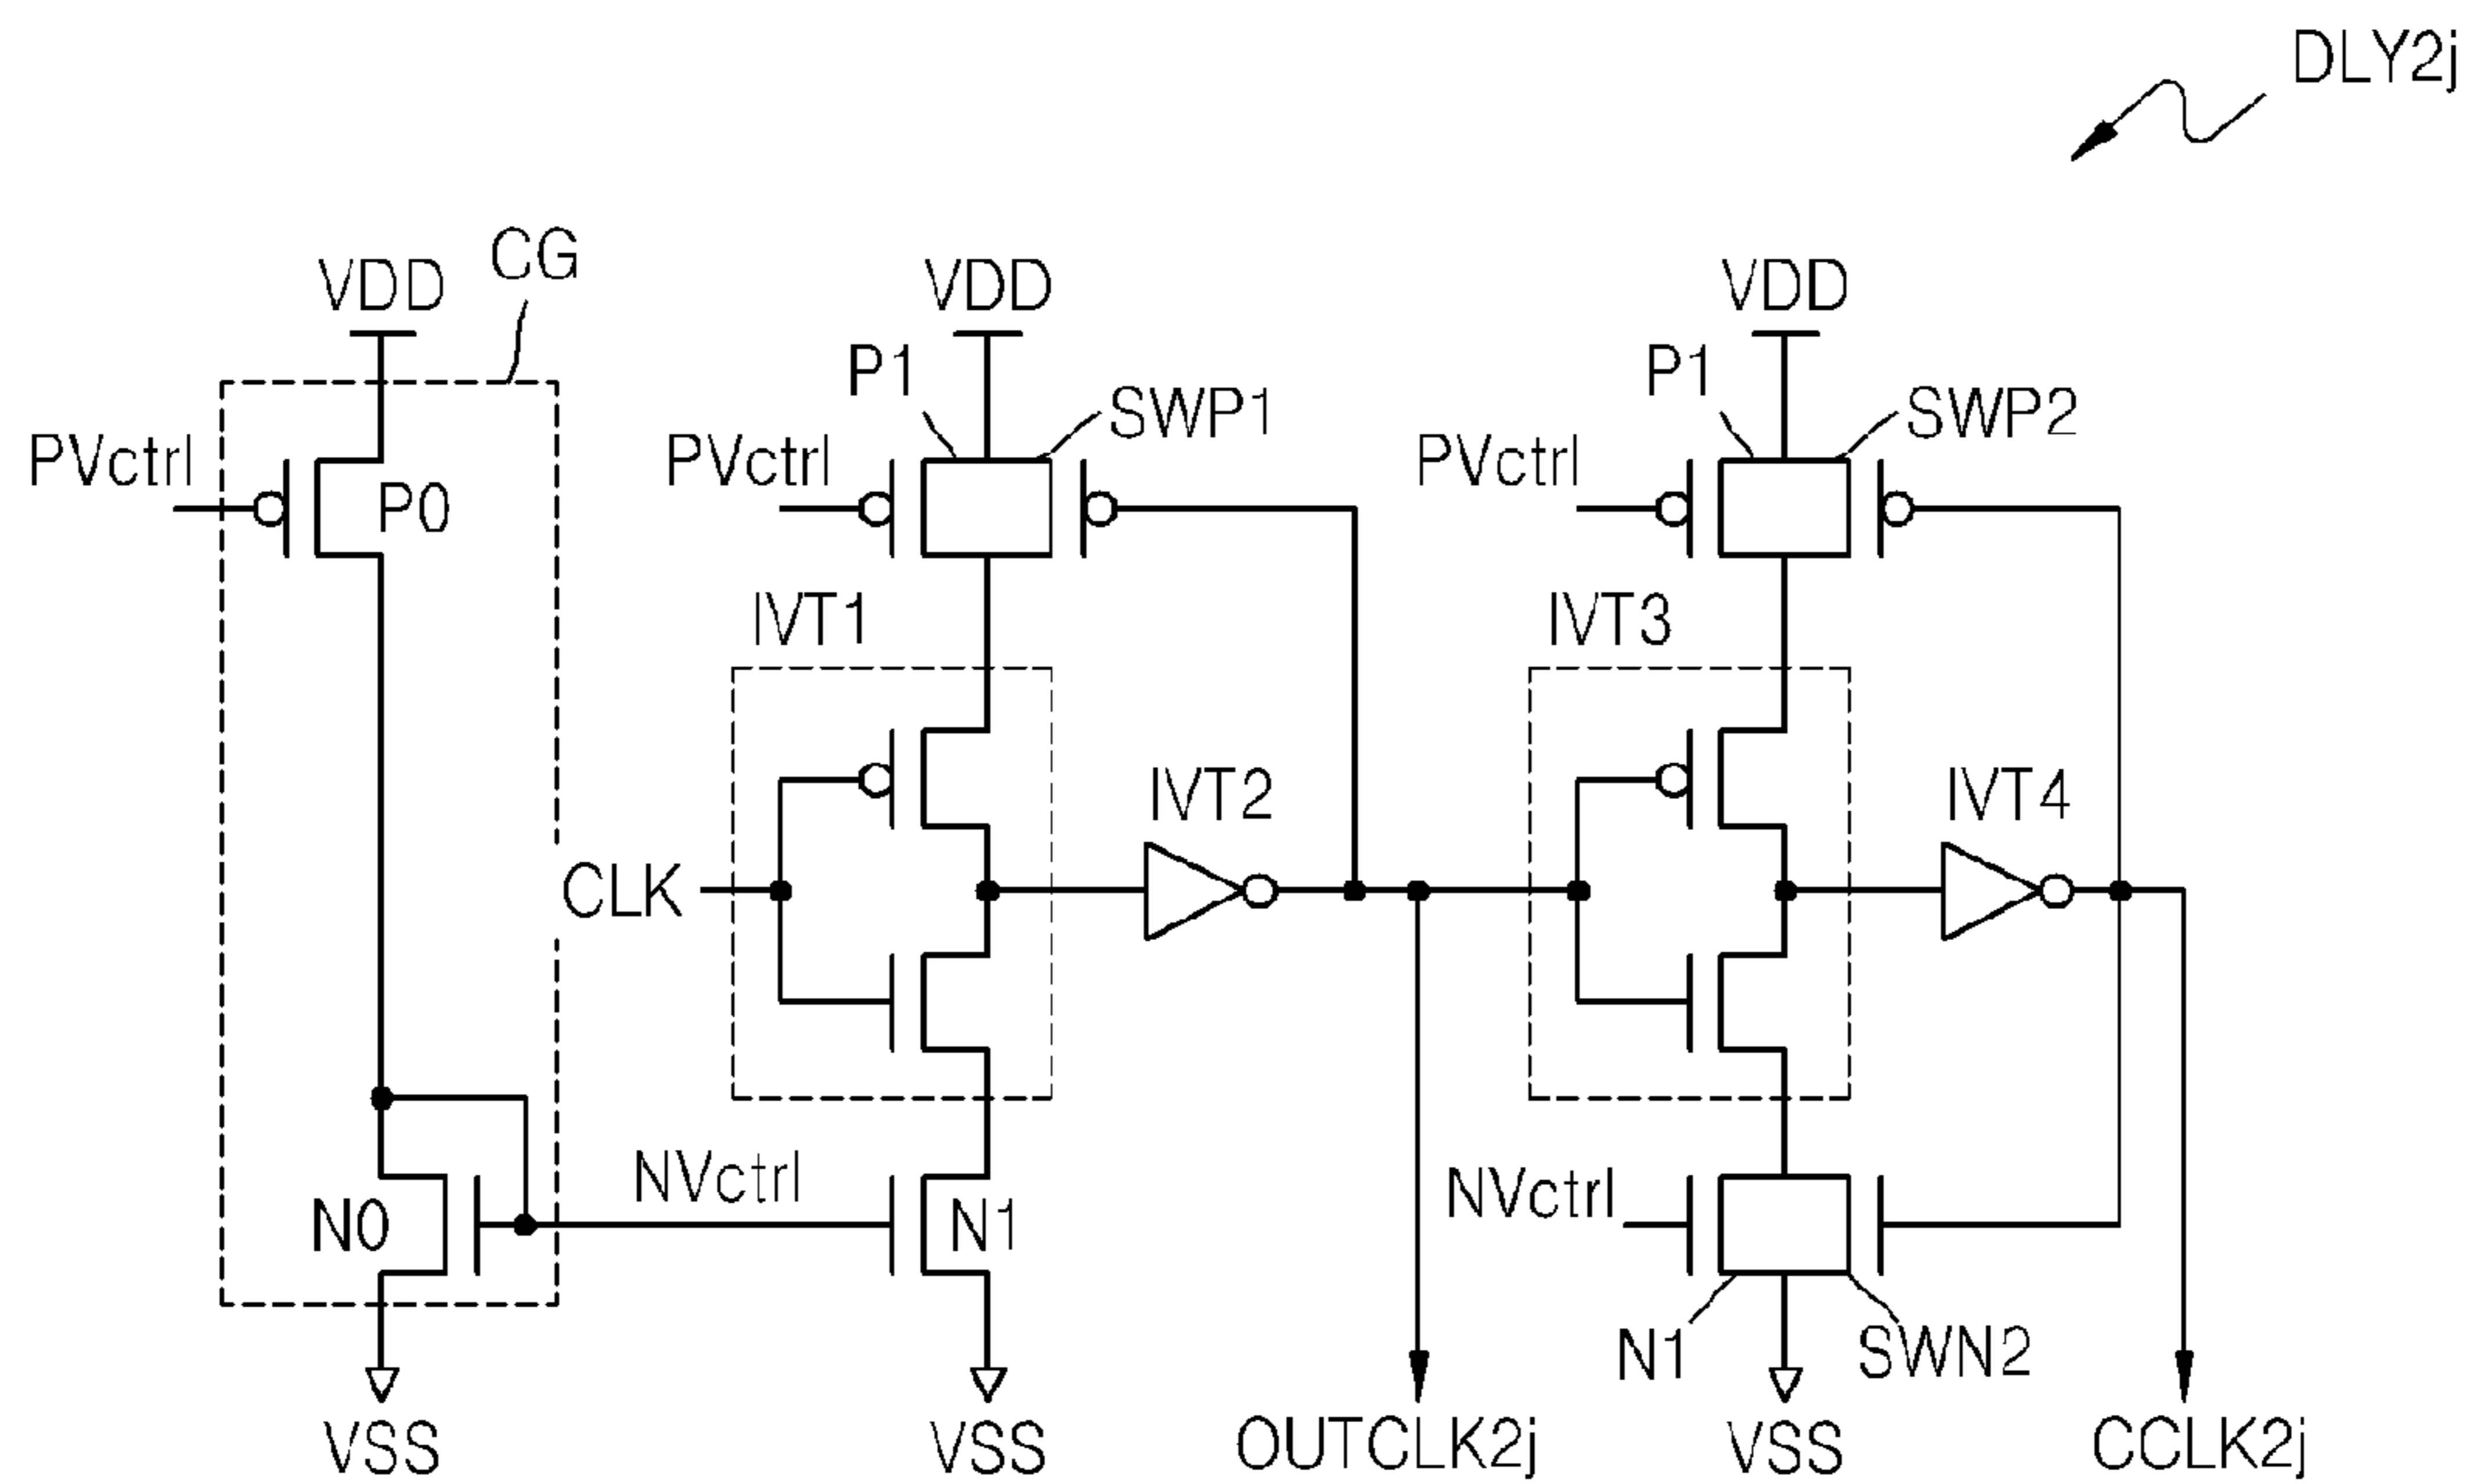 DLY2j
CG
VDD
VDD
VDD
P1
SWP1
P1
SWP2
PVctrl
PVctrl
PVctrl
P0
IVT1
IVT3
IVT2
IVT4
CLK
NVctrl
NVctrl
N0
N1
N1
SWN2
VSS
VSS
OUTCLK2j
VSS
CCLK2j